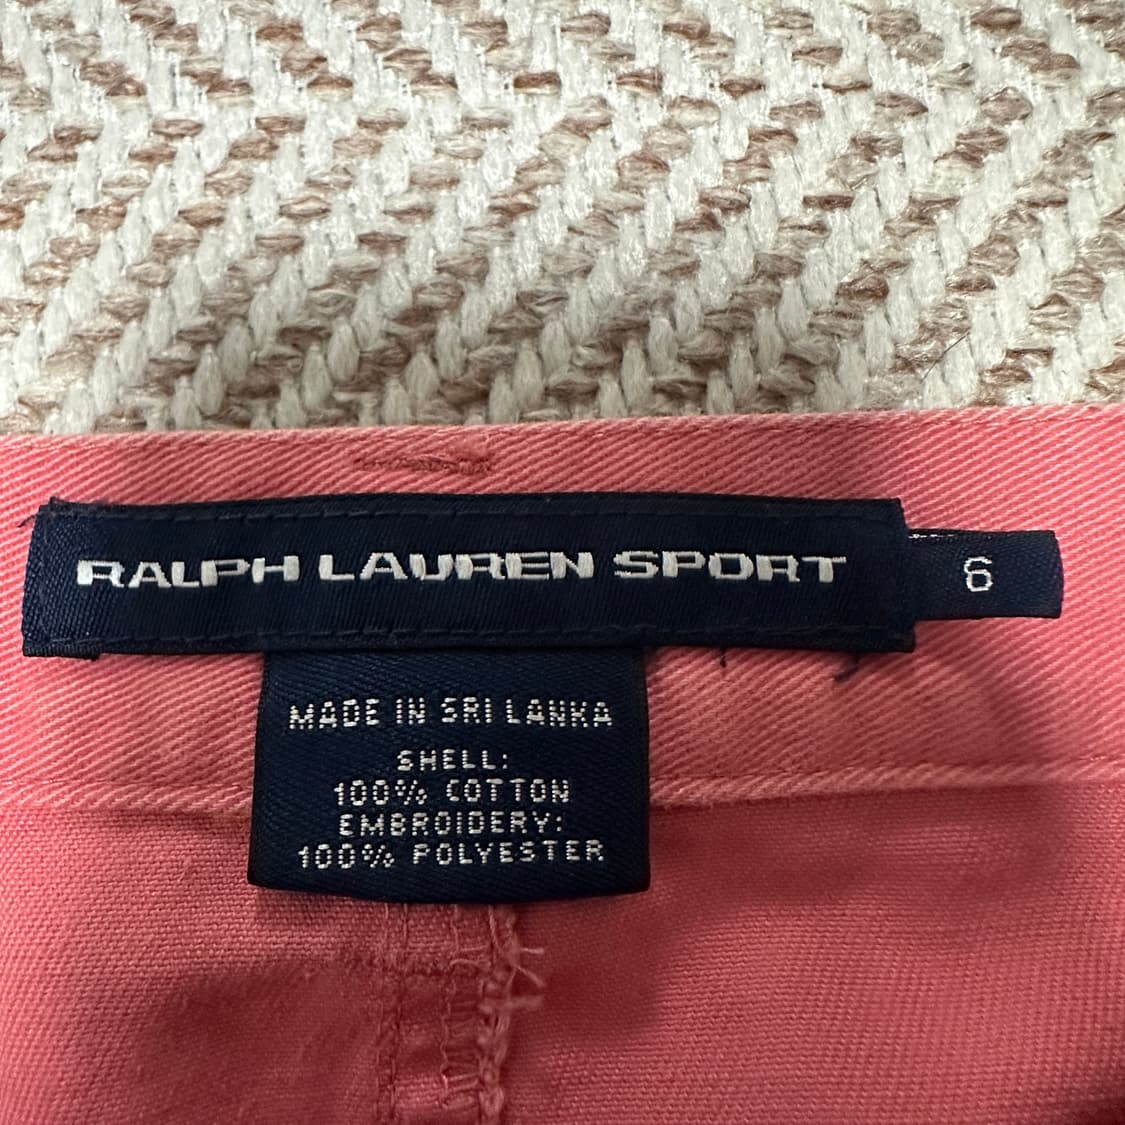 RALPH LAUREN SPORT
6
MADE IN SRI LANKA
SHELL:
100% COTTON
EMBROIDERY:
100% POLYESTER